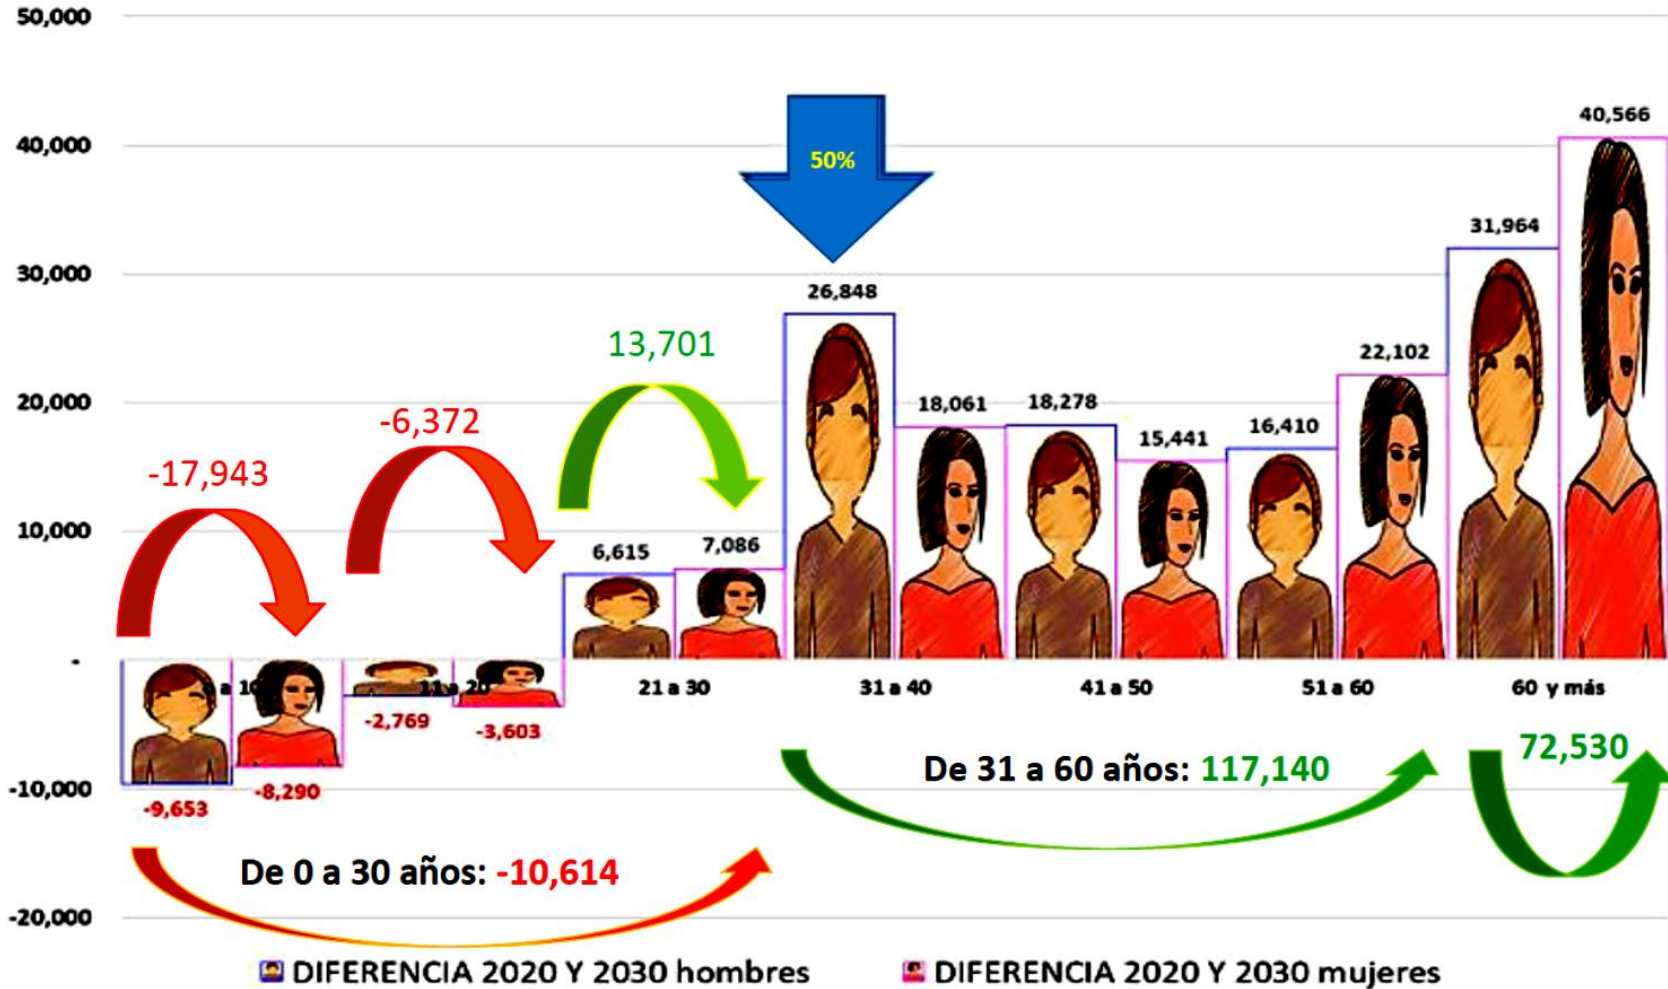 50,000
40,000
30,000
20,000
10,000
-
-10,000
-20,000
50%
-17,943
-6,372
13,701
-9,653
-8,290
-2,769
-3,603
6,615
7,086
26,848
18,061
18,278
15,441
16,410
22,102
31,964
40,566
a 10
11 a 20
21 a 30
31 a 40
41 a 50
51 a 60
60 y más
De 0 a 30 años: -10,614
De 31 a 60 años: 117,140
72,530
DIFERENCIA 2020 Y 2030 hombres
DIFERENCIA 2020 Y 2030 mujeres